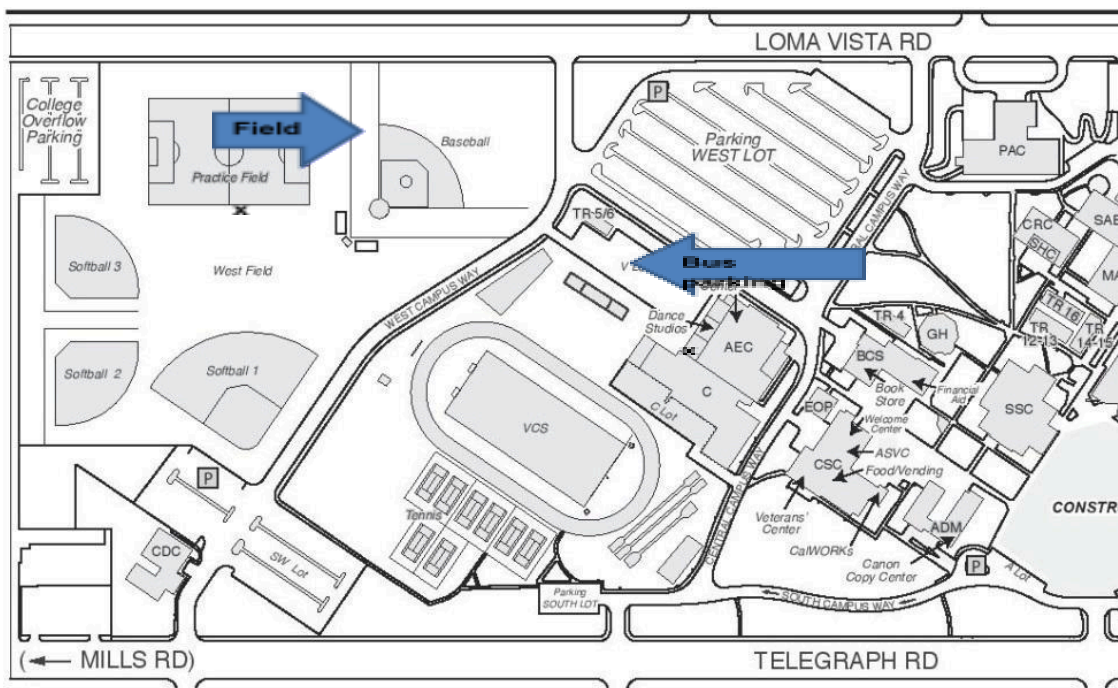 LOMA VISTA RD
College
Overflow
Parking
Field
Practice Field
Baseball
P
Parking
WEST LOT
PAC
TR-5/6
CRC
SHC
Softball 3
West Field
WEST CAMPUS WAY
Bus
parking
CAMPUS WAY
Dance
Studios
AEC
TR-4
GH
TR 16
TR
12-13
TR
14-15
Softball 2
Softball 1
BCS
Book
Store
Financial
Aid
SSC
EOP
Welcome
Center
C
C Lot
VCS
CSC
ASVC
Food/Vending
P
Tennis
CENTRAL CAMPUS WAY
Veterans'
Center
CalWORKs
ADM
Canon
Copy Center
CONSTR
CDC
SW Lot
P
A Lot
Parking
SOUTH LOT
SOUTH CAMPUS WAY
( MILLS RD)
TELEGRAPH RD